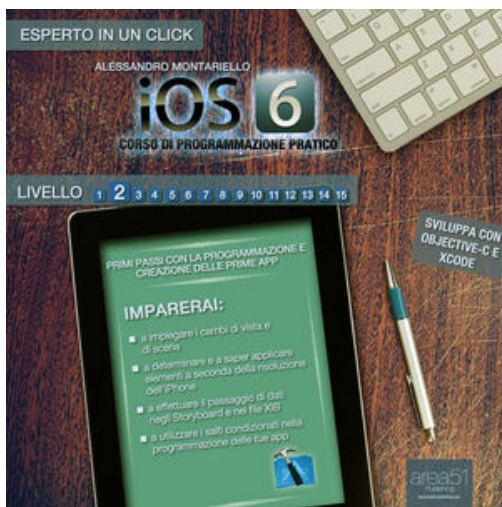 ESPERTO IN UN CLICK
ALESSANDRO MONTARIELLO
iOS 6
CORSO DI PROGRAMMAZIONE PRATICO
LIVELLO 1 2 3 4 5 6 7 8 9 10 11 12 13 14 15
SVILUPPA CON
OBJECTIVE-C E
XCODE
PRIMI PASSI CON LA PROGRAMMAZIONE E
CREAZIONE DELLE PRIME APP
IMPARERAI:
a impiegare i cambi di vista e
di scena
a determinare e a saper applicare
elementi a seconda della risoluzione
dell'iPhone
a effettuare il passaggio di dati
negli Storyboard e nei file XIB
a utilizzare i salti condizionati nella
programmazione delle tue app
area51
Publishing